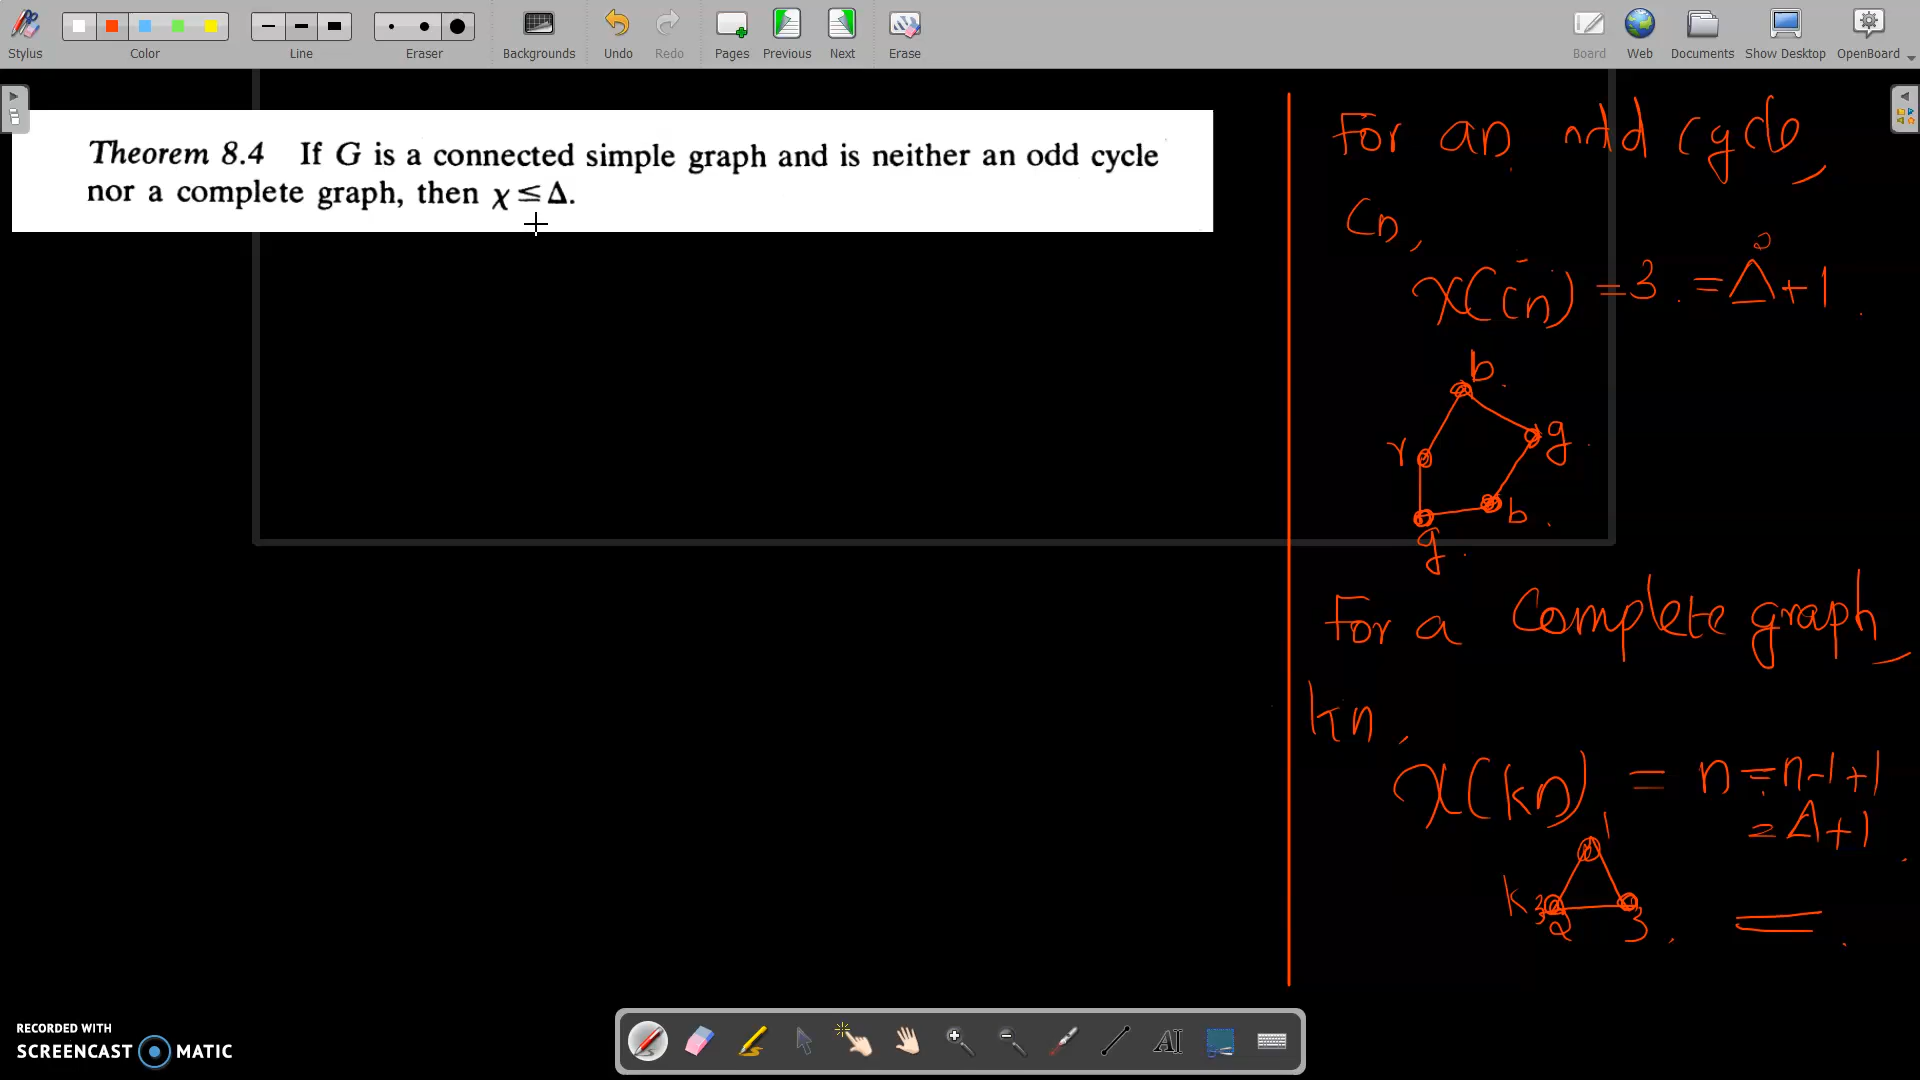 Stylus Color Line Eraser Backgrounds Undo Redo Pages Previous Next Erase Board Web Documents Show Desktop OpenBoard
Theorem 8.4 If G is a connected simple graph and is neither an odd cycle
nor a complete graph, then χ ≤ Δ.
For an odd cycle,
Cn,
χ(Cn) = 3. = Δ+1.
2
b.
r
g.
b.
g.
For a Complete graph,
kn,
χ(kn) = n = n-1+1
= Δ+1.
1
k3
2
3.
RECORDED WITH
SCREENCAST MATIC
AI